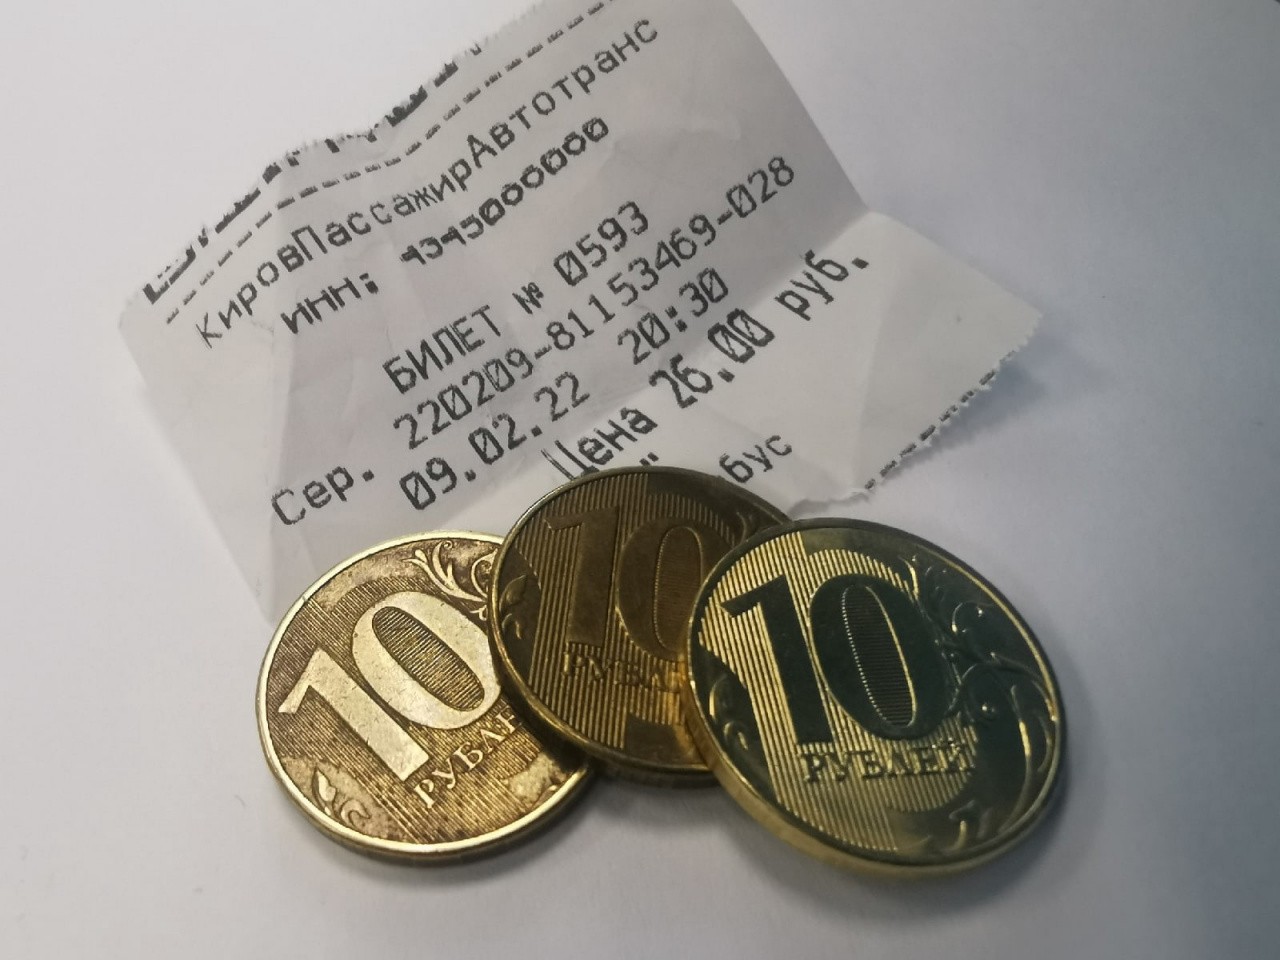 КировПассажирАвтотранс
ИНН:
БИЛЕТ № 0593
Сер. 220209-81153469-028
09.02.22 20:30
Цена 26.00 руб.
10
РУБЛЕЙ
10
10
РУБЛЕЙ